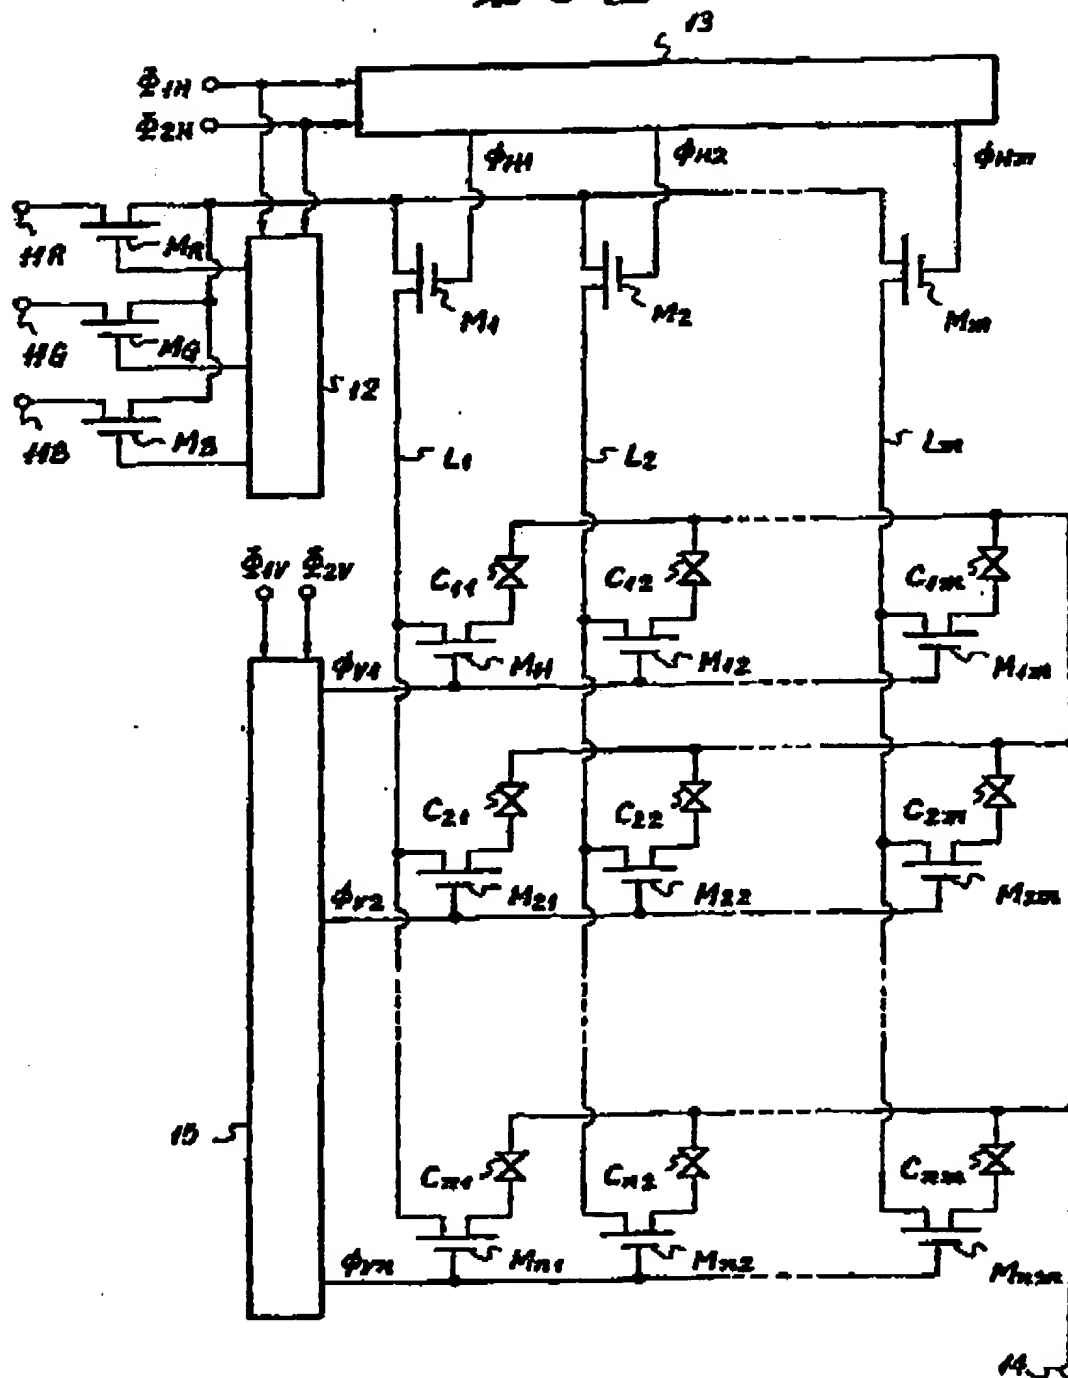 13
Φ1H
Φ2H
φH1 φH2 φHm
HR MR
M1 M2 Mm
HG MG
12
HB MB
L1 L2 Lm
Φ1V Φ2V
C11 C12 C1m
φV1 M11 M12 M1m
C21 C22 C2m
φV2 M21 M22 M2m
15
Cn1 Cn2 Cnm
φVn Mn1 Mn2 Mnm
14